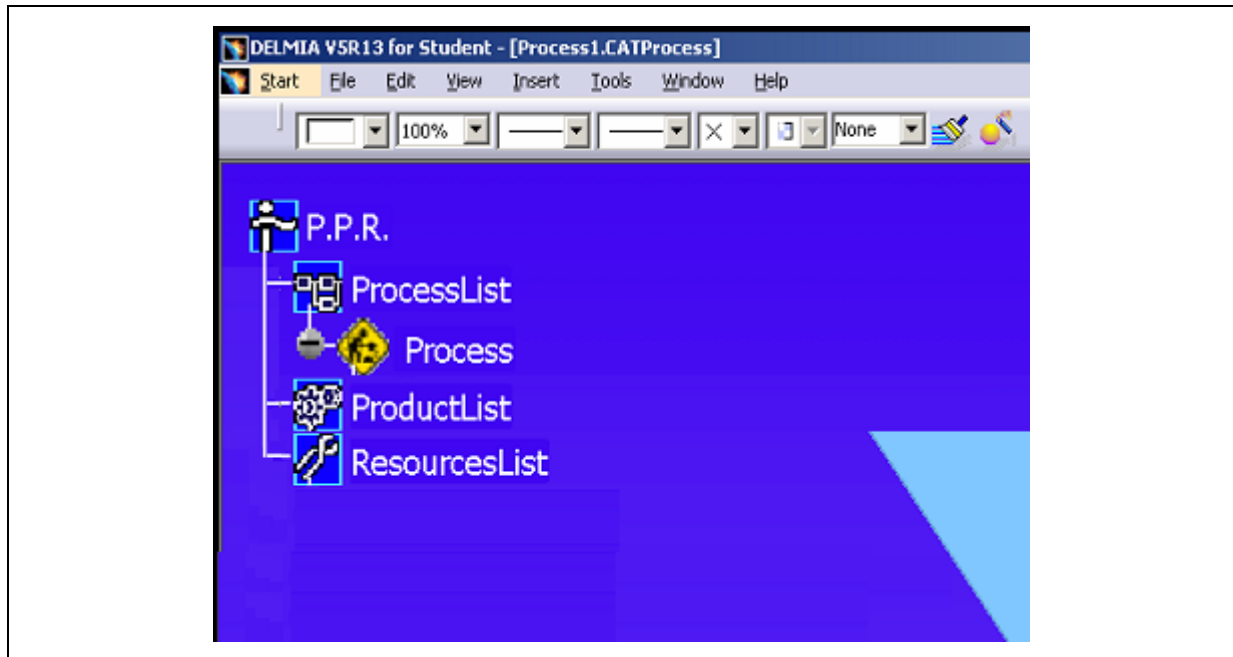 DELMIA V5R13 for Student - [Process1.CATProcess]
Start File Edit View Insert Tools Window Help
100% None
P.P.R.
ProcessList
Process
ProductList
ResourcesList